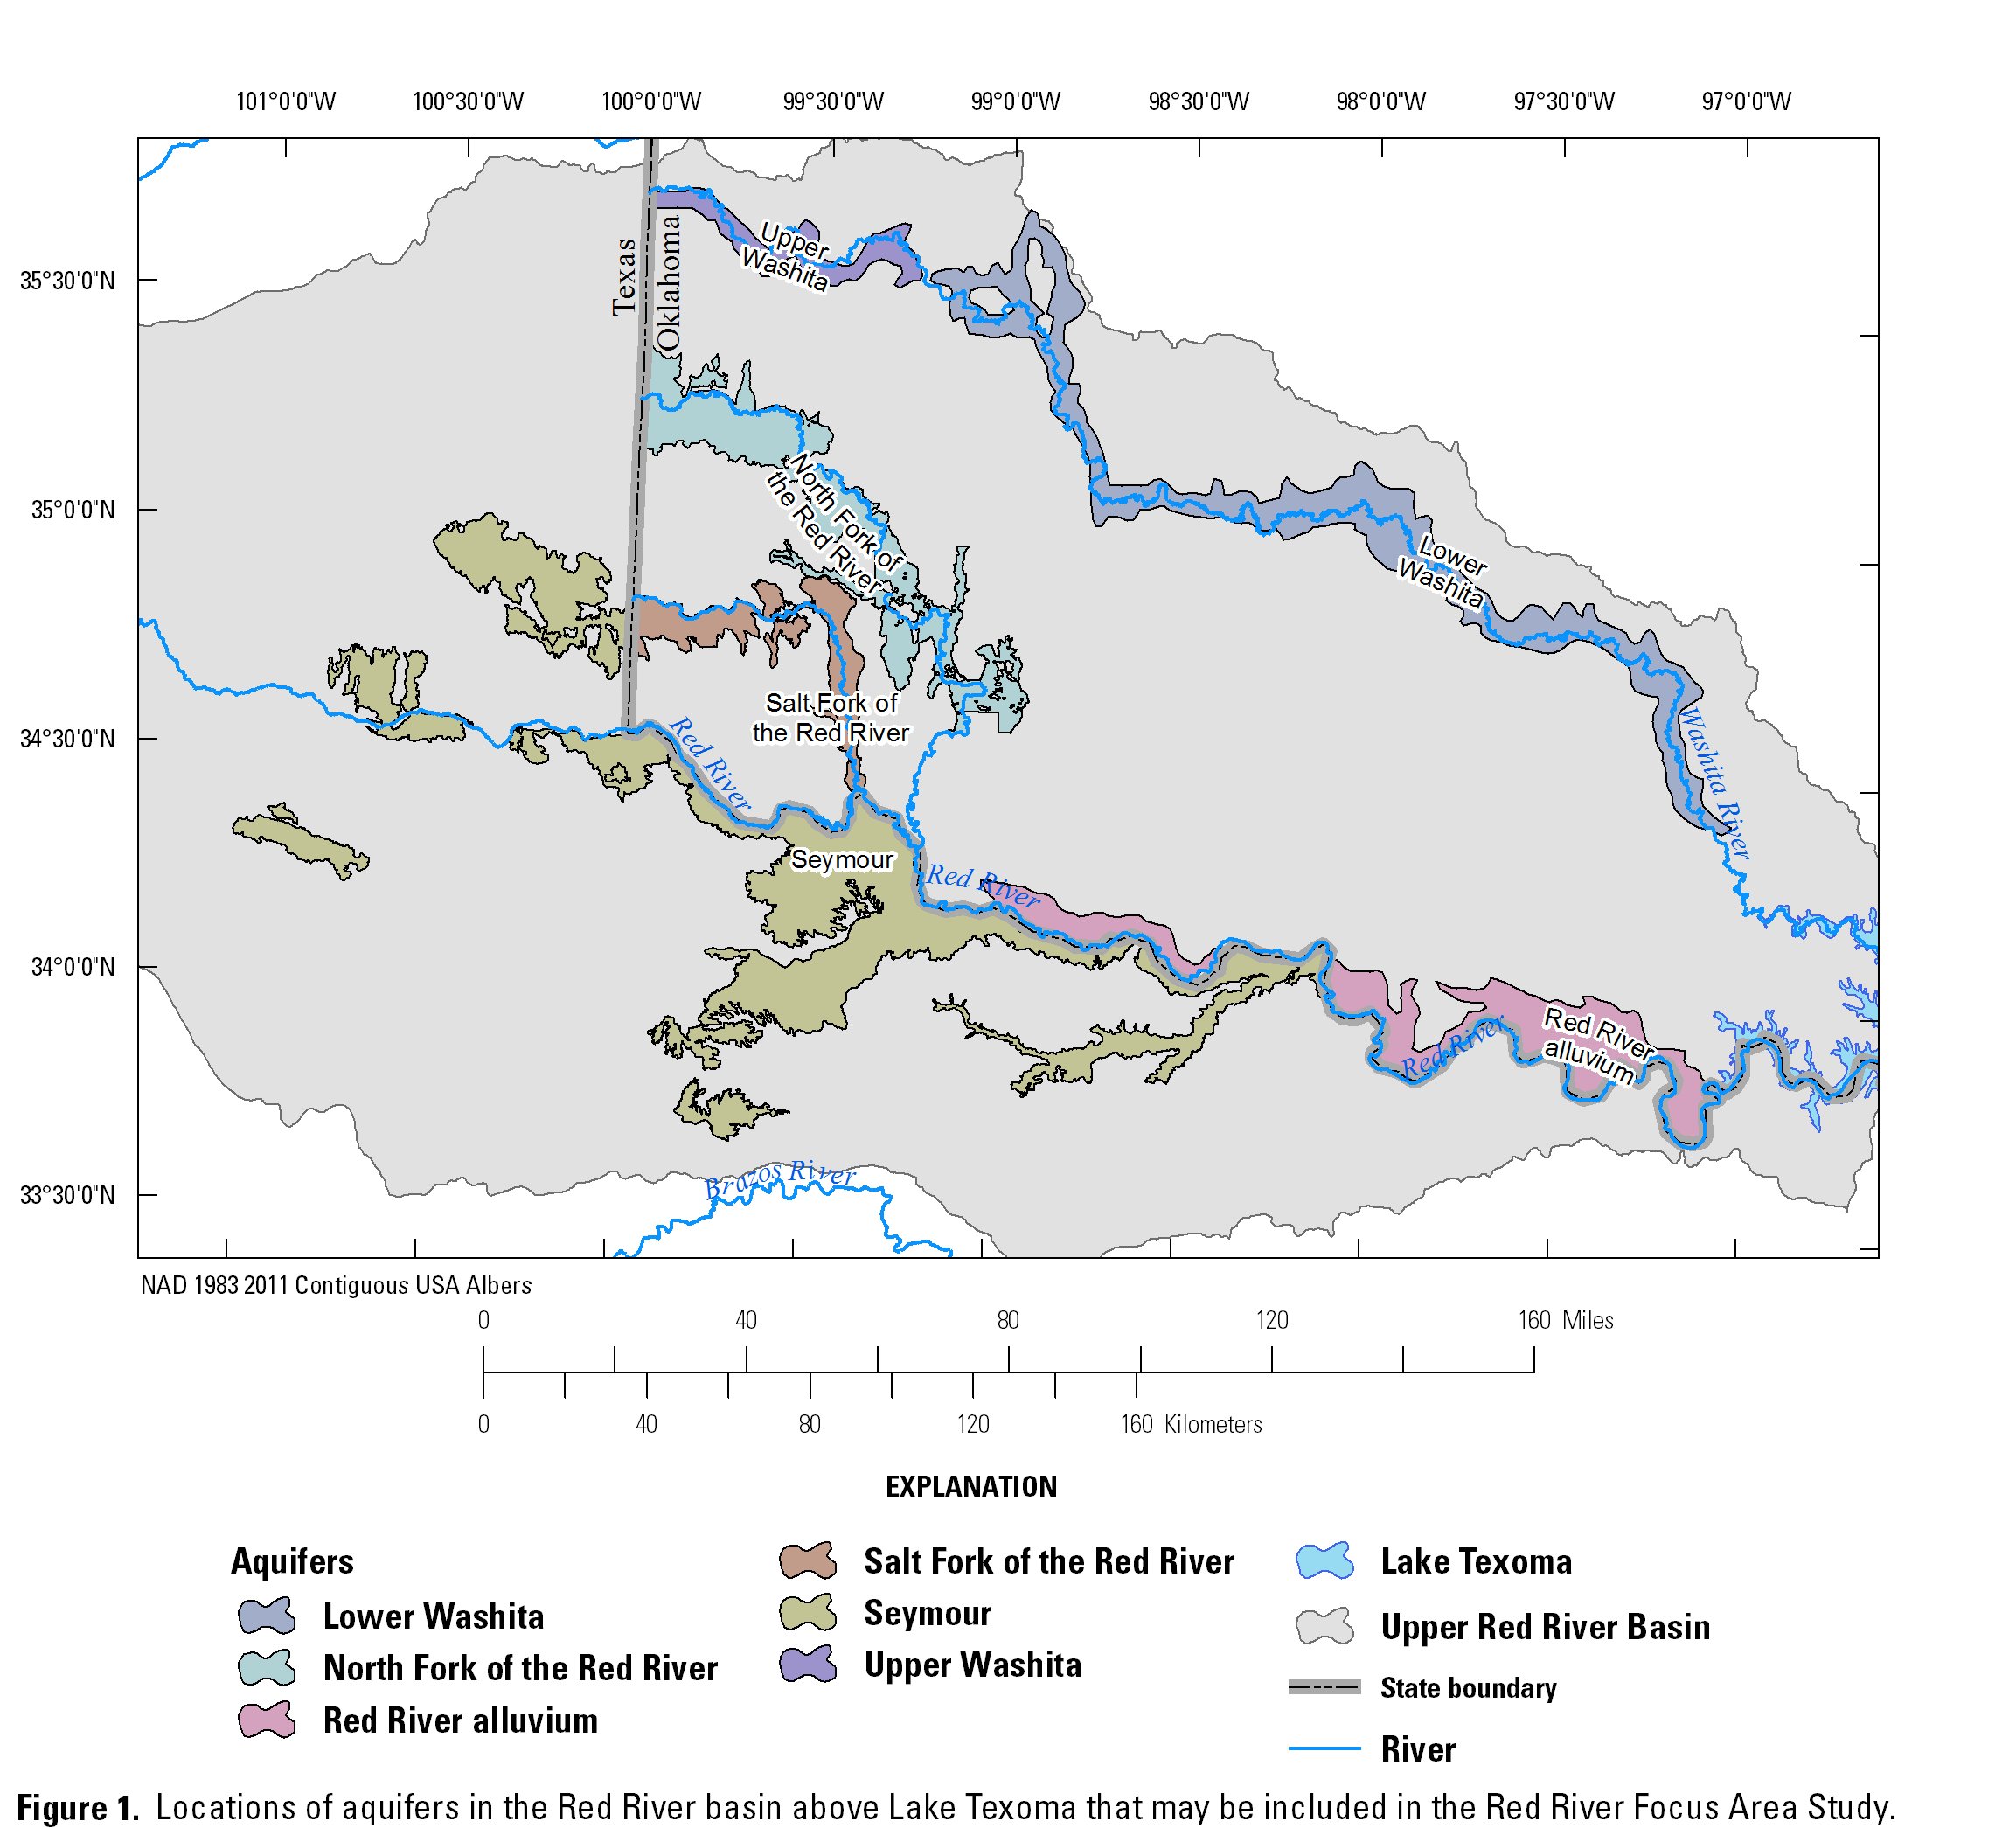 101°0'0"W 100°30'0"W 100°0'0"W 99°30'0"W 99°0'0"W 98°30'0"W 98°0'0"W 97°30'0"W 97°0'0"W
35°30'0"N
35°0'0"N
34°30'0"N
34°0'0"N
33°30'0"N
Texas
Oklahoma
Upper
Washita
North Fork of
the Red River
Lower
Washita
Salt Fork of
the Red River
Red River
Washita River
Seymour
Red River
Red River
alluvium
Red River
Brazos River
NAD 1983 2011 Contiguous USA Albers
0 40 80 120 160 Miles
0 40 80 120 160 Kilometers
EXPLANATION
Aquifers
Lower Washita
North Fork of the Red River
Red River alluvium
Salt Fork of the Red River
Seymour
Upper Washita
Lake Texoma
Upper Red River Basin
State boundary
River
Figure 1. Locations of aquifers in the Red River basin above Lake Texoma that may be included in the Red River Focus Area Study.